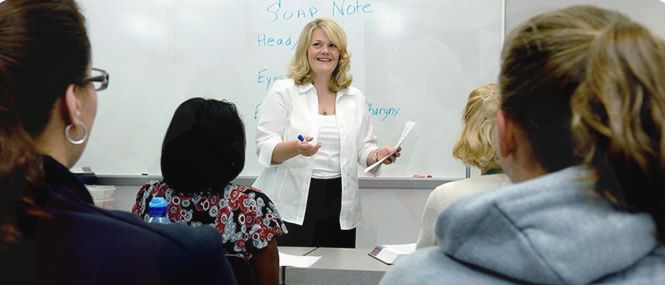 SOAP Note
Head,
Eyes
Pharynx